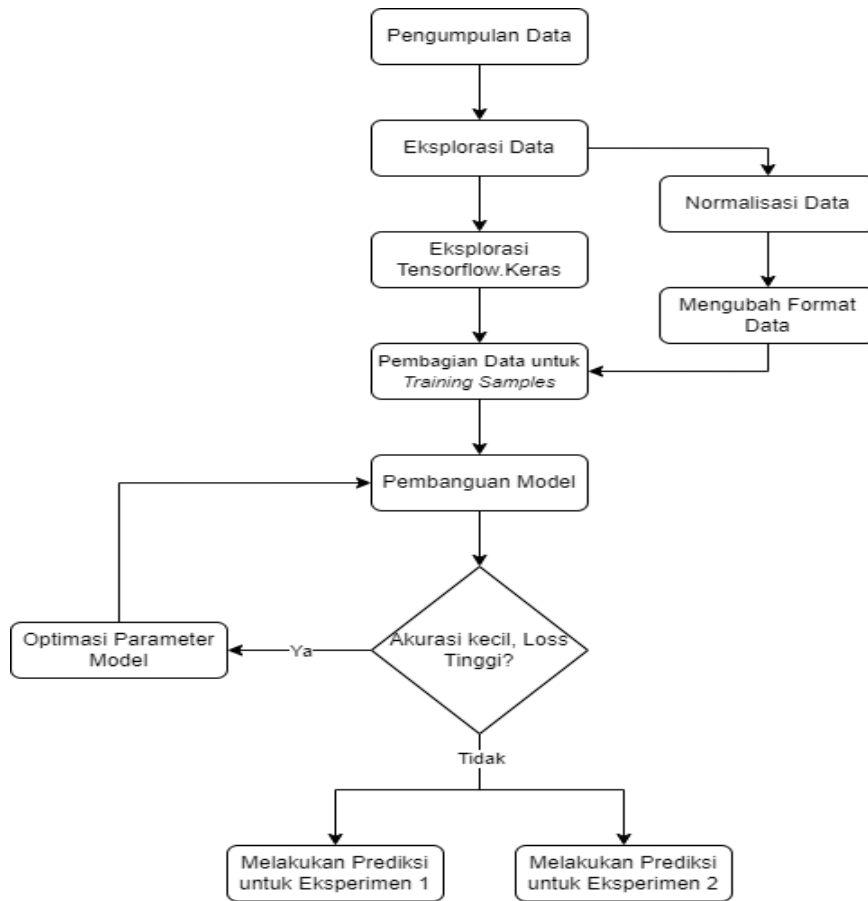 Pengumpulan Data
Eksplorasi Data
Normalisasi Data
Eksplorasi
Tensorflow.Keras
Mengubah Format
Data
Pembagian Data untuk
Training Samples
Pembanguan Model
Akurasi kecil, Loss
Tinggi?
Ya
Optimasi Parameter
Model
Tidak
Melakukan Prediksi
untuk Eksperimen 1
Melakukan Prediksi
untuk Eksperimen 2